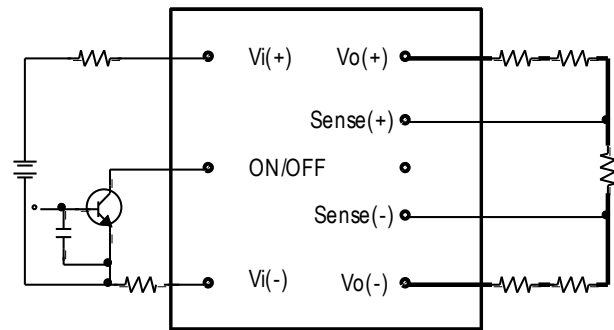 Vi(+) Vo(+)
Sense(+)
ON/OFF
Sense(-)
Vi(-) Vo(-)